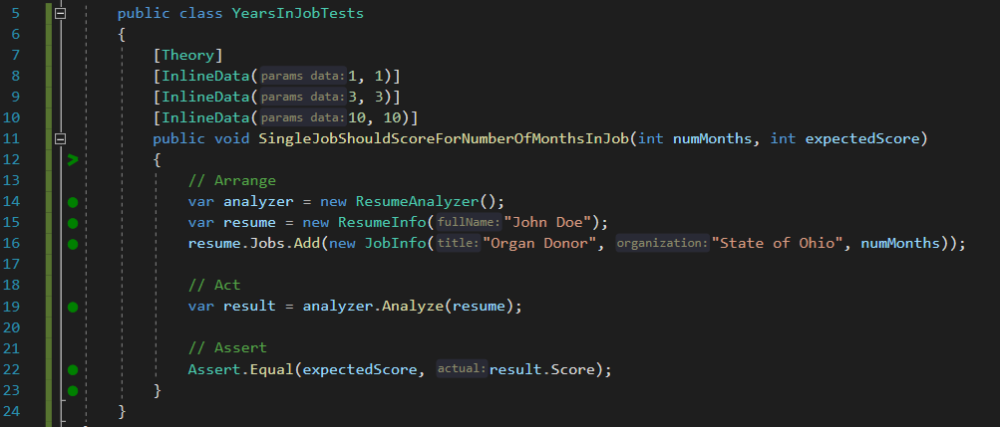 5 public class YearsInJobTests
6 {
7 [Theory]
8 [InlineData(params data:1, 1)]
9 [InlineData(params data:3, 3)]
10 [InlineData(params data:10, 10)]
11 public void SingleJobShouldScoreForNumberOfMonthsInJob(int numMonths, int expectedScore)
12 {
13 // Arrange
14 var analyzer = new ResumeAnalyzer();
15 var resume = new ResumeInfo(fullName:"John Doe");
16 resume.Jobs.Add(new JobInfo(title:"Organ Donor", organization:"State of Ohio", numMonths));
17
18 // Act
19 var result = analyzer.Analyze(resume);
20
21 // Assert
22 Assert.Equal(expectedScore, actual:result.Score);
23 }
24 }